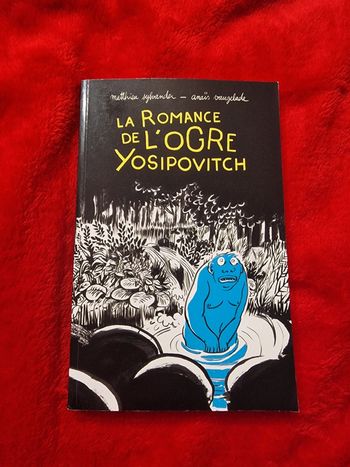 matthieu sylvander — anaïs vaugelade
LA ROMANCE
DE L'OGRE
YOSIPOVITCH